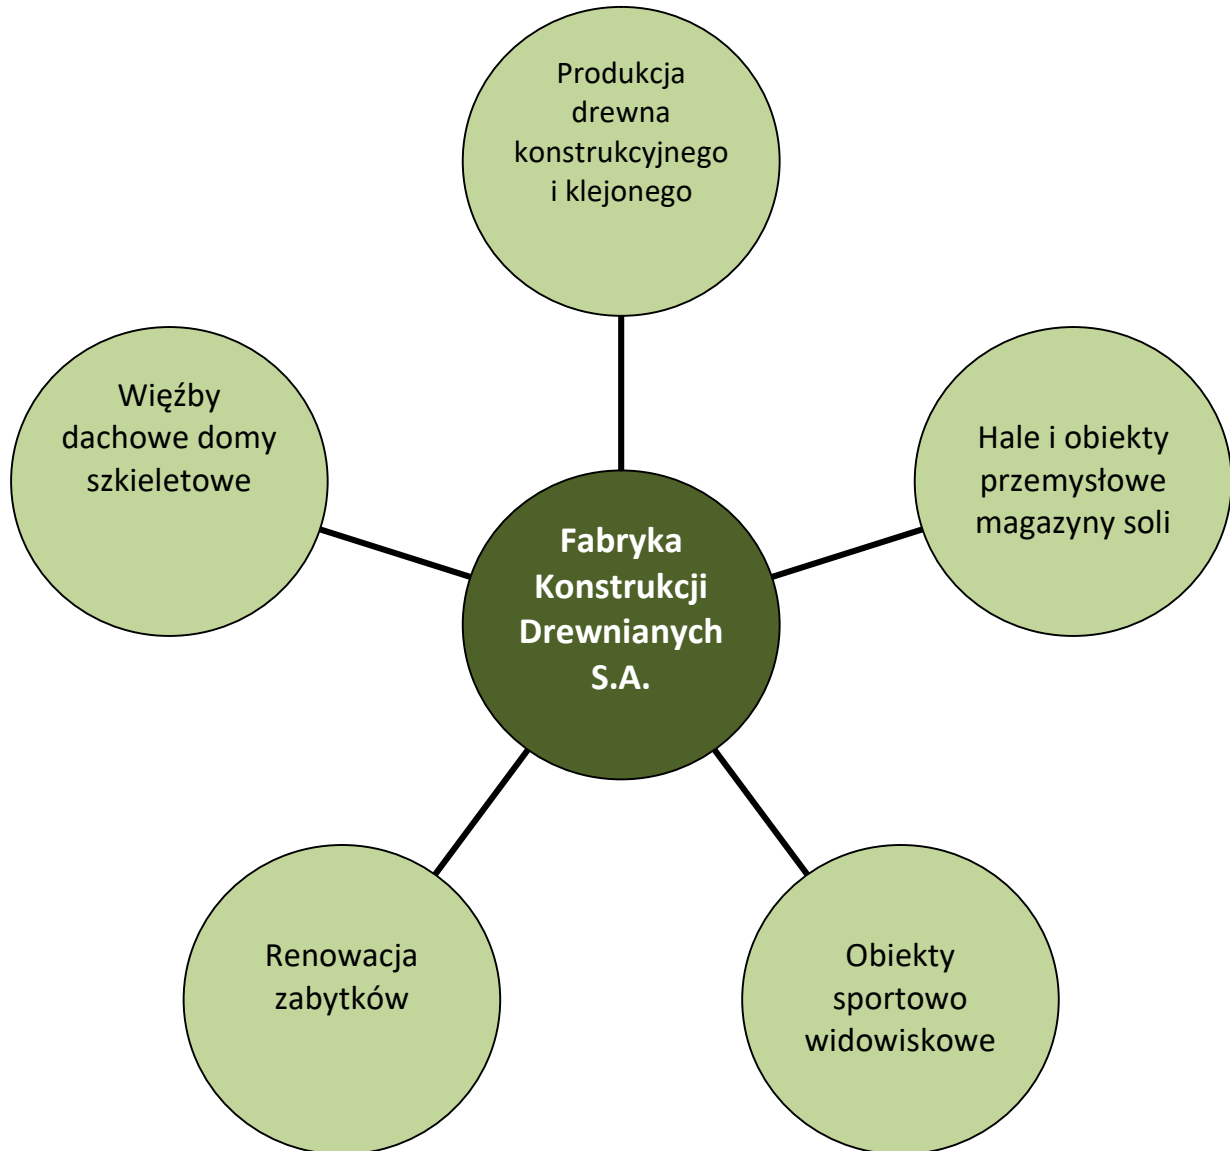 Produkcja
drewna
konstrukcyjnego
i klejonego
Więźby
dachowe domy
szkieletowe
Hale i obiekty
przemysłowe
magazyny soli
Fabryka
Konstrukcji
Drewnianych
S.A.
Renowacja
zabytków
Obiekty
sportowo
widowiskowe